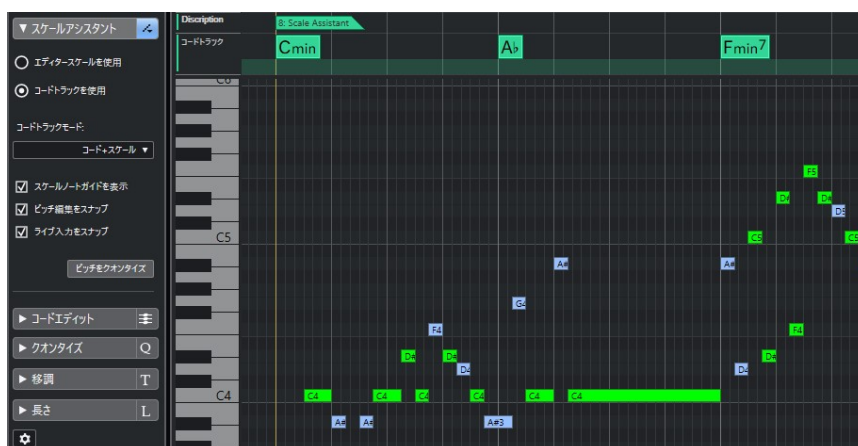 ▼ スケールアシスタント
エディタースケールを使用
コードトラックを使用
コードトラックモード:
コード+スケール ▼
スケールノートガイドを表示
ピッチ編集をスナップ
ライブ入力をスナップ
ピッチをクオンタイズ
▶ コードエディット
▶ クオンタイズ Q
▶ 移調 T
▶ 長さ L
Discription
8: Scale Assistant
コードトラック
Cmin
A♭
Fmin7
C6
F5
D#
D#
D5
C5
C5
C5
A#
A#
G4
F4
F4
D#
D#
D#
D4
D4
C4
C4
C4
C4
C4
C4
C4
A#
A#
A#3